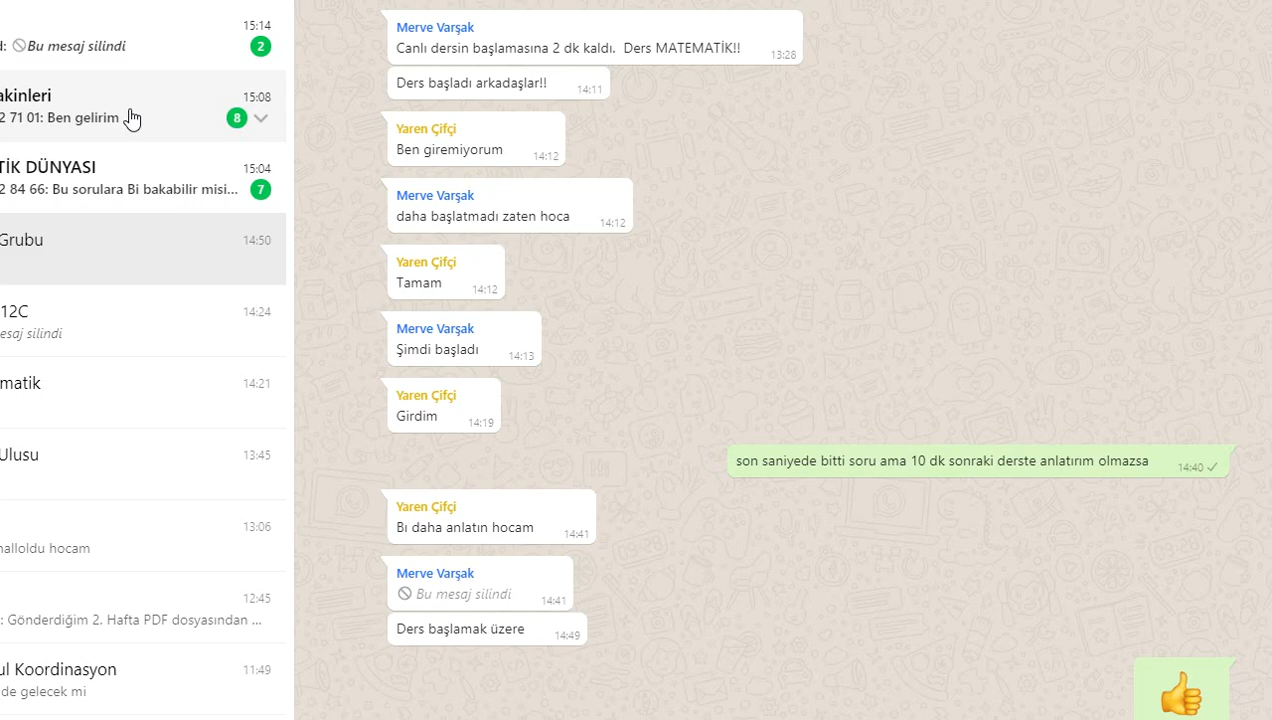 15:14
d: Bu mesaj silindi
2
akinleri
15:08
2 71 01: Ben gelirim
8
TİK DÜNYASI
15:04
2 84 66: Bu sorulara Bi bakabilir misi...
7
Grubu
14:50
12C
14:24
esaj silindi
matik
14:21
Ulusu
13:45
13:06
halloldu hocam
12:45
: Gönderdiğim 2. Hafta PDF dosyasından ...
ul Koordinasyon
11:49
de gelecek mi
Merve Varşak
Canlı dersin başlamasına 2 dk kaldı.  Ders MATEMATİK!!
13:28
Ders başladı arkadaşlar!!
14:11
Yaren Çifçi
Ben giremiyorum
14:12
Merve Varşak
daha başlatmadı zaten hoca
14:12
Yaren Çifçi
Tamam
14:12
Merve Varşak
Şimdi başladı
14:13
Yaren Çifçi
Girdim
14:19
son saniyede bitti soru ama 10 dk sonraki derste anlatırım olmazsa
14:40
Yaren Çifçi
Bı daha anlatın hocam
14:41
Merve Varşak
Bu mesaj silindi
14:41
Ders başlamak üzere
14:49